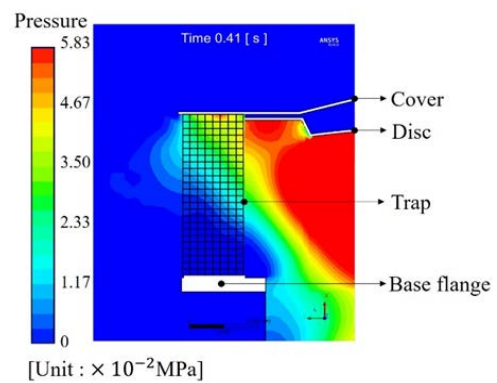 Pressure
5.83
4.67
3.50
2.33
1.17
0
Time 0.41 [ s ]
ANSYS
Cover
Disc
Trap
Base flange
[Unit : × 10⁻²MPa]